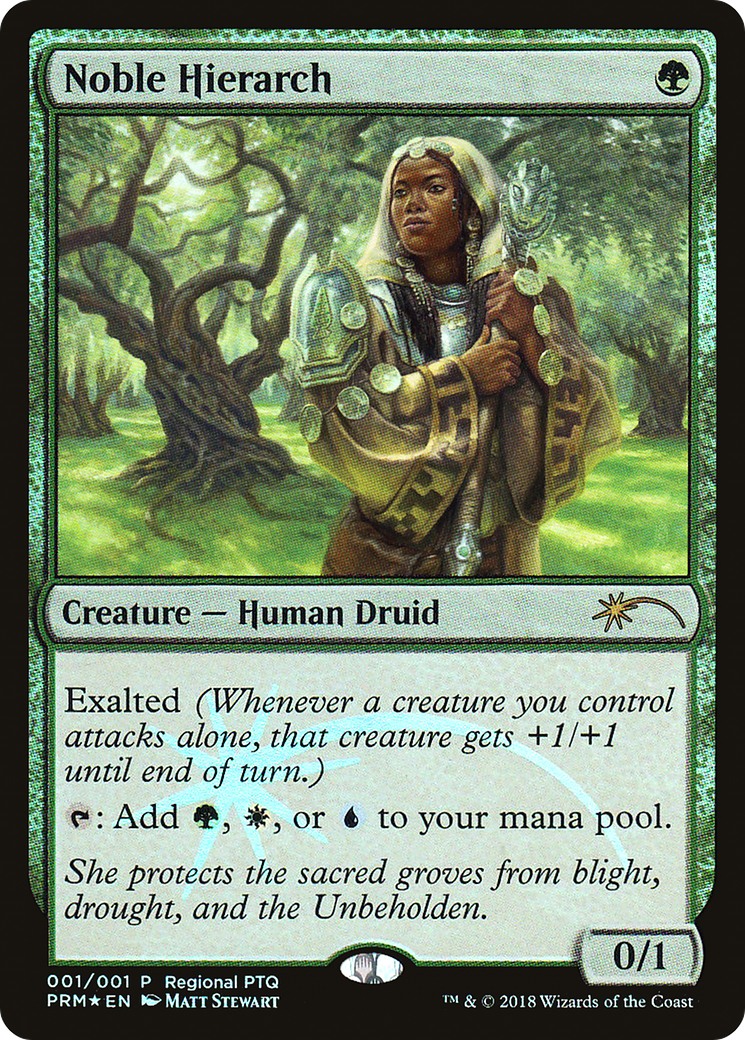 Noble Hierarch
Creature — Human Druid
Exalted (Whenever a creature you control
attacks alone, that creature gets +1/+1
until end of turn.)
: Add , , or to your mana pool.
She protects the sacred groves from blight,
drought, and the Unbeholden.
0/1
001/001 P Regional PTQ
PRM★EN Matt Stewart
™ & © 2018 Wizards of the Coast